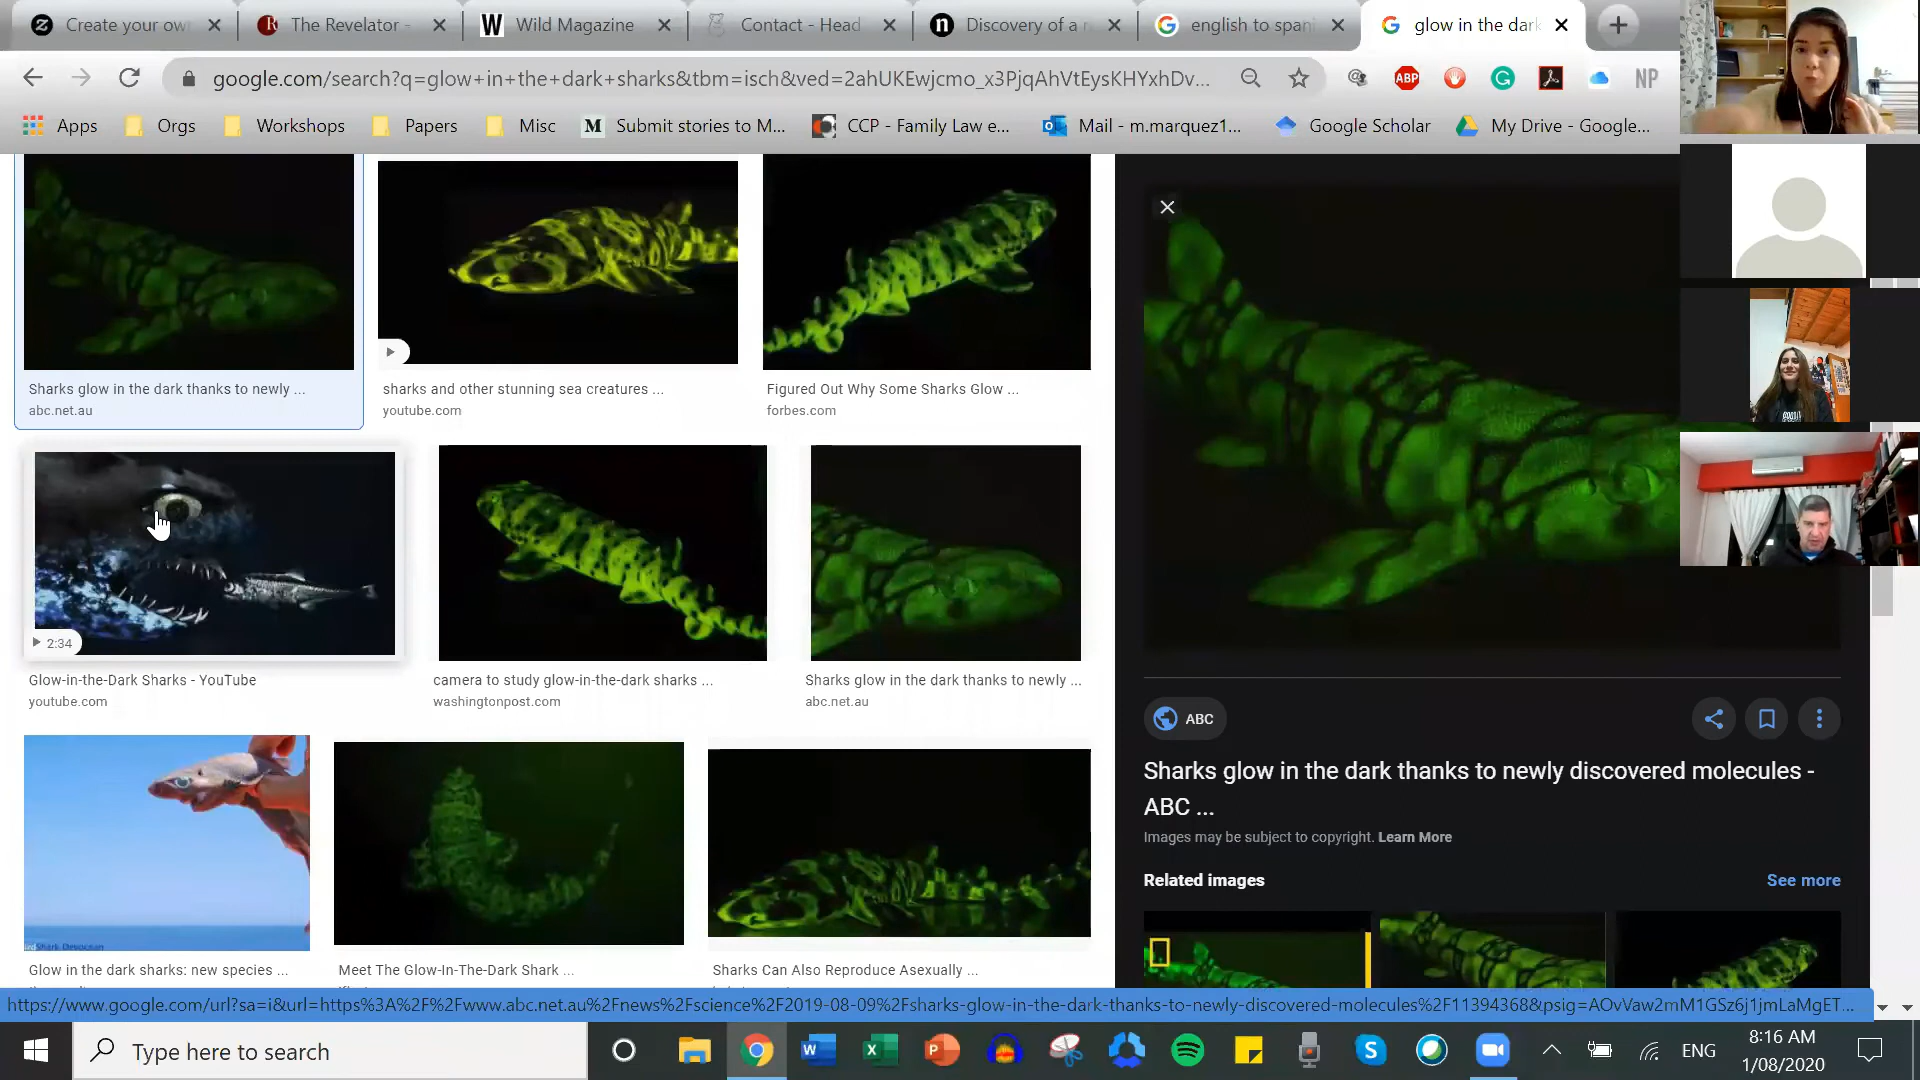 Create your own
The Revelator -
Wild Magazine
Contact - Head
Discovery of a r
english to spani
glow in the dark
google.com/search?q=glow+in+the+dark+sharks&tbm=isch&ved=2ahUKEwjcmo_x3PjqAhVtEysKHYxhDv...
ABP
NP
Apps
Orgs
Workshops
Papers
Misc
Submit stories to M...
CCP - Family Law e...
Mail - m.marquez1...
Google Scholar
My Drive - Google...
Sharks glow in the dark thanks to newly ...
abc.net.au
sharks and other stunning sea creatures ...
youtube.com
Figured Out Why Some Sharks Glow ...
forbes.com
2:34
Glow-in-the-Dark Sharks - YouTube
youtube.com
camera to study glow-in-the-dark sharks ...
washingtonpost.com
Sharks glow in the dark thanks to newly ...
abc.net.au
Glow in the dark sharks: new species ...
Meet The Glow-In-The-Dark Shark ...
Sharks Can Also Reproduce Asexually ...
ABC
Sharks glow in the dark thanks to newly discovered molecules -
ABC ...
Images may be subject to copyright. Learn More
Related images
See more
https://www.google.com/url?sa=i&url=https%3A%2F%2Fwww.abc.net.au%2Fnews%2Fscience%2F2019-08-09%2Fsharks-glow-in-the-dark-thanks-to-newly-discovered-molecules%2F11394368&psig=AOvVaw2mM1GSz6j1jmLaMgET...
Type here to search
ENG
8:16 AM
1/08/2020